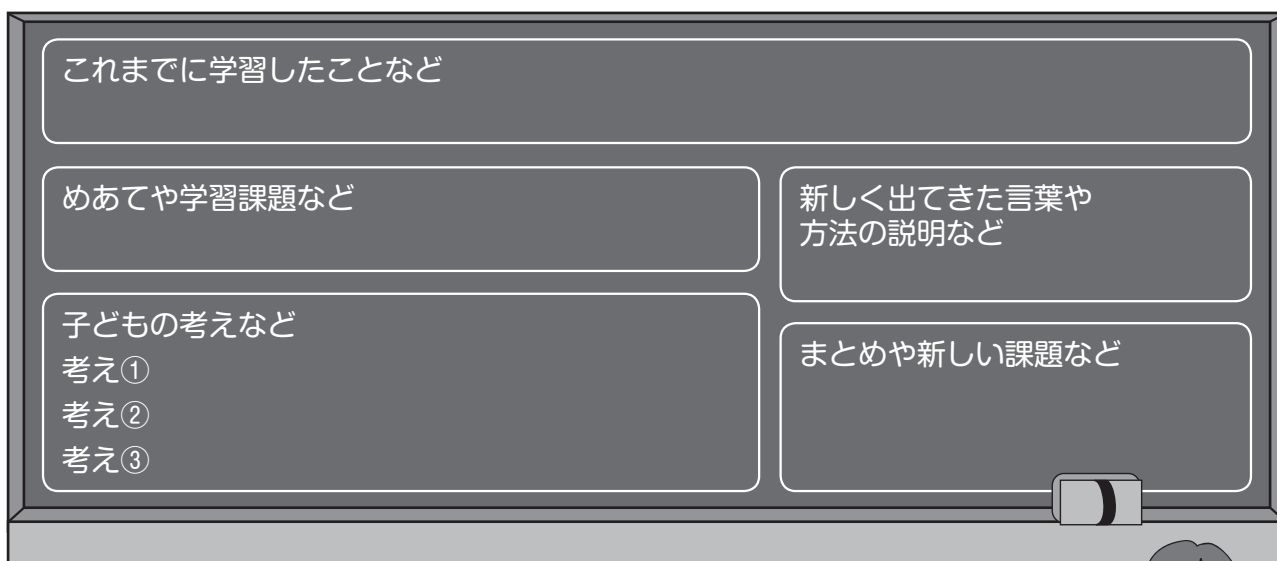 これまでに学習したことなど
めあてや学習課題など
子どもの考えなど
考え①
考え②
考え③
新しく出てきた言葉や
方法の説明など
まとめや新しい課題など